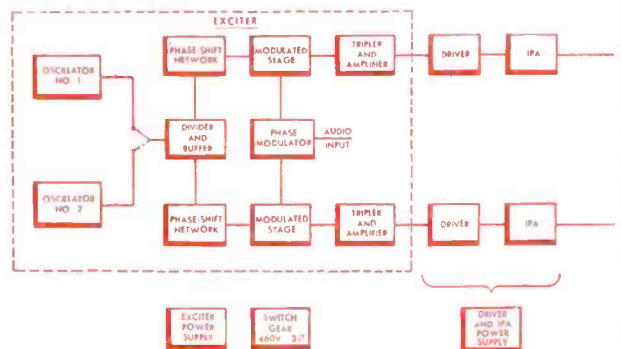 EXCITER
PHASE-SHIFT
NETWORK
MODULATED
STAGE
TRIPLER
AND
AMPLIFIER
DRIVER
IPA
OSCILLATOR
NO. 1
DIVIDER
AND
BUFFER
PHASE
MODULATOR
AUDIO
INPUT
OSCILLATOR
NO. 2
PHASE-SHIFT
NETWORK
MODULATED
STAGE
TRIPLER
AND
AMPLIFIER
DRIVER
IPA
EXCITER
POWER
SUPPLY
SWITCH
GEAR
460V 3Ø
DRIVER
AND IPA
POWER
SUPPLY